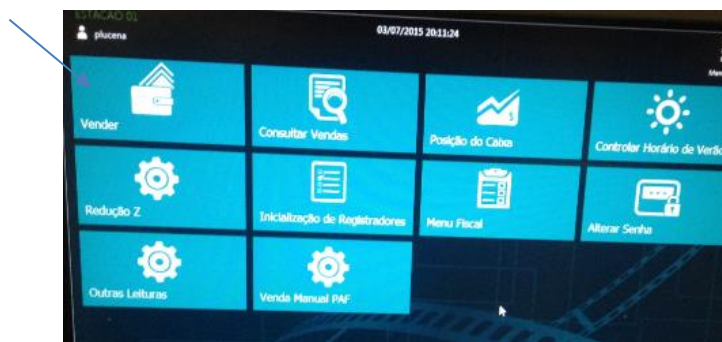 ESTACAO 01
plucena
03/07/2015 20:11:24
Vender
Consultar Vendas
Posição do Caixa
Controlar Horário de Verão
Redução Z
Inicialização de Registradores
Menu Fiscal
Alterar Senha
Outras Leituras
Venda Manual PAF